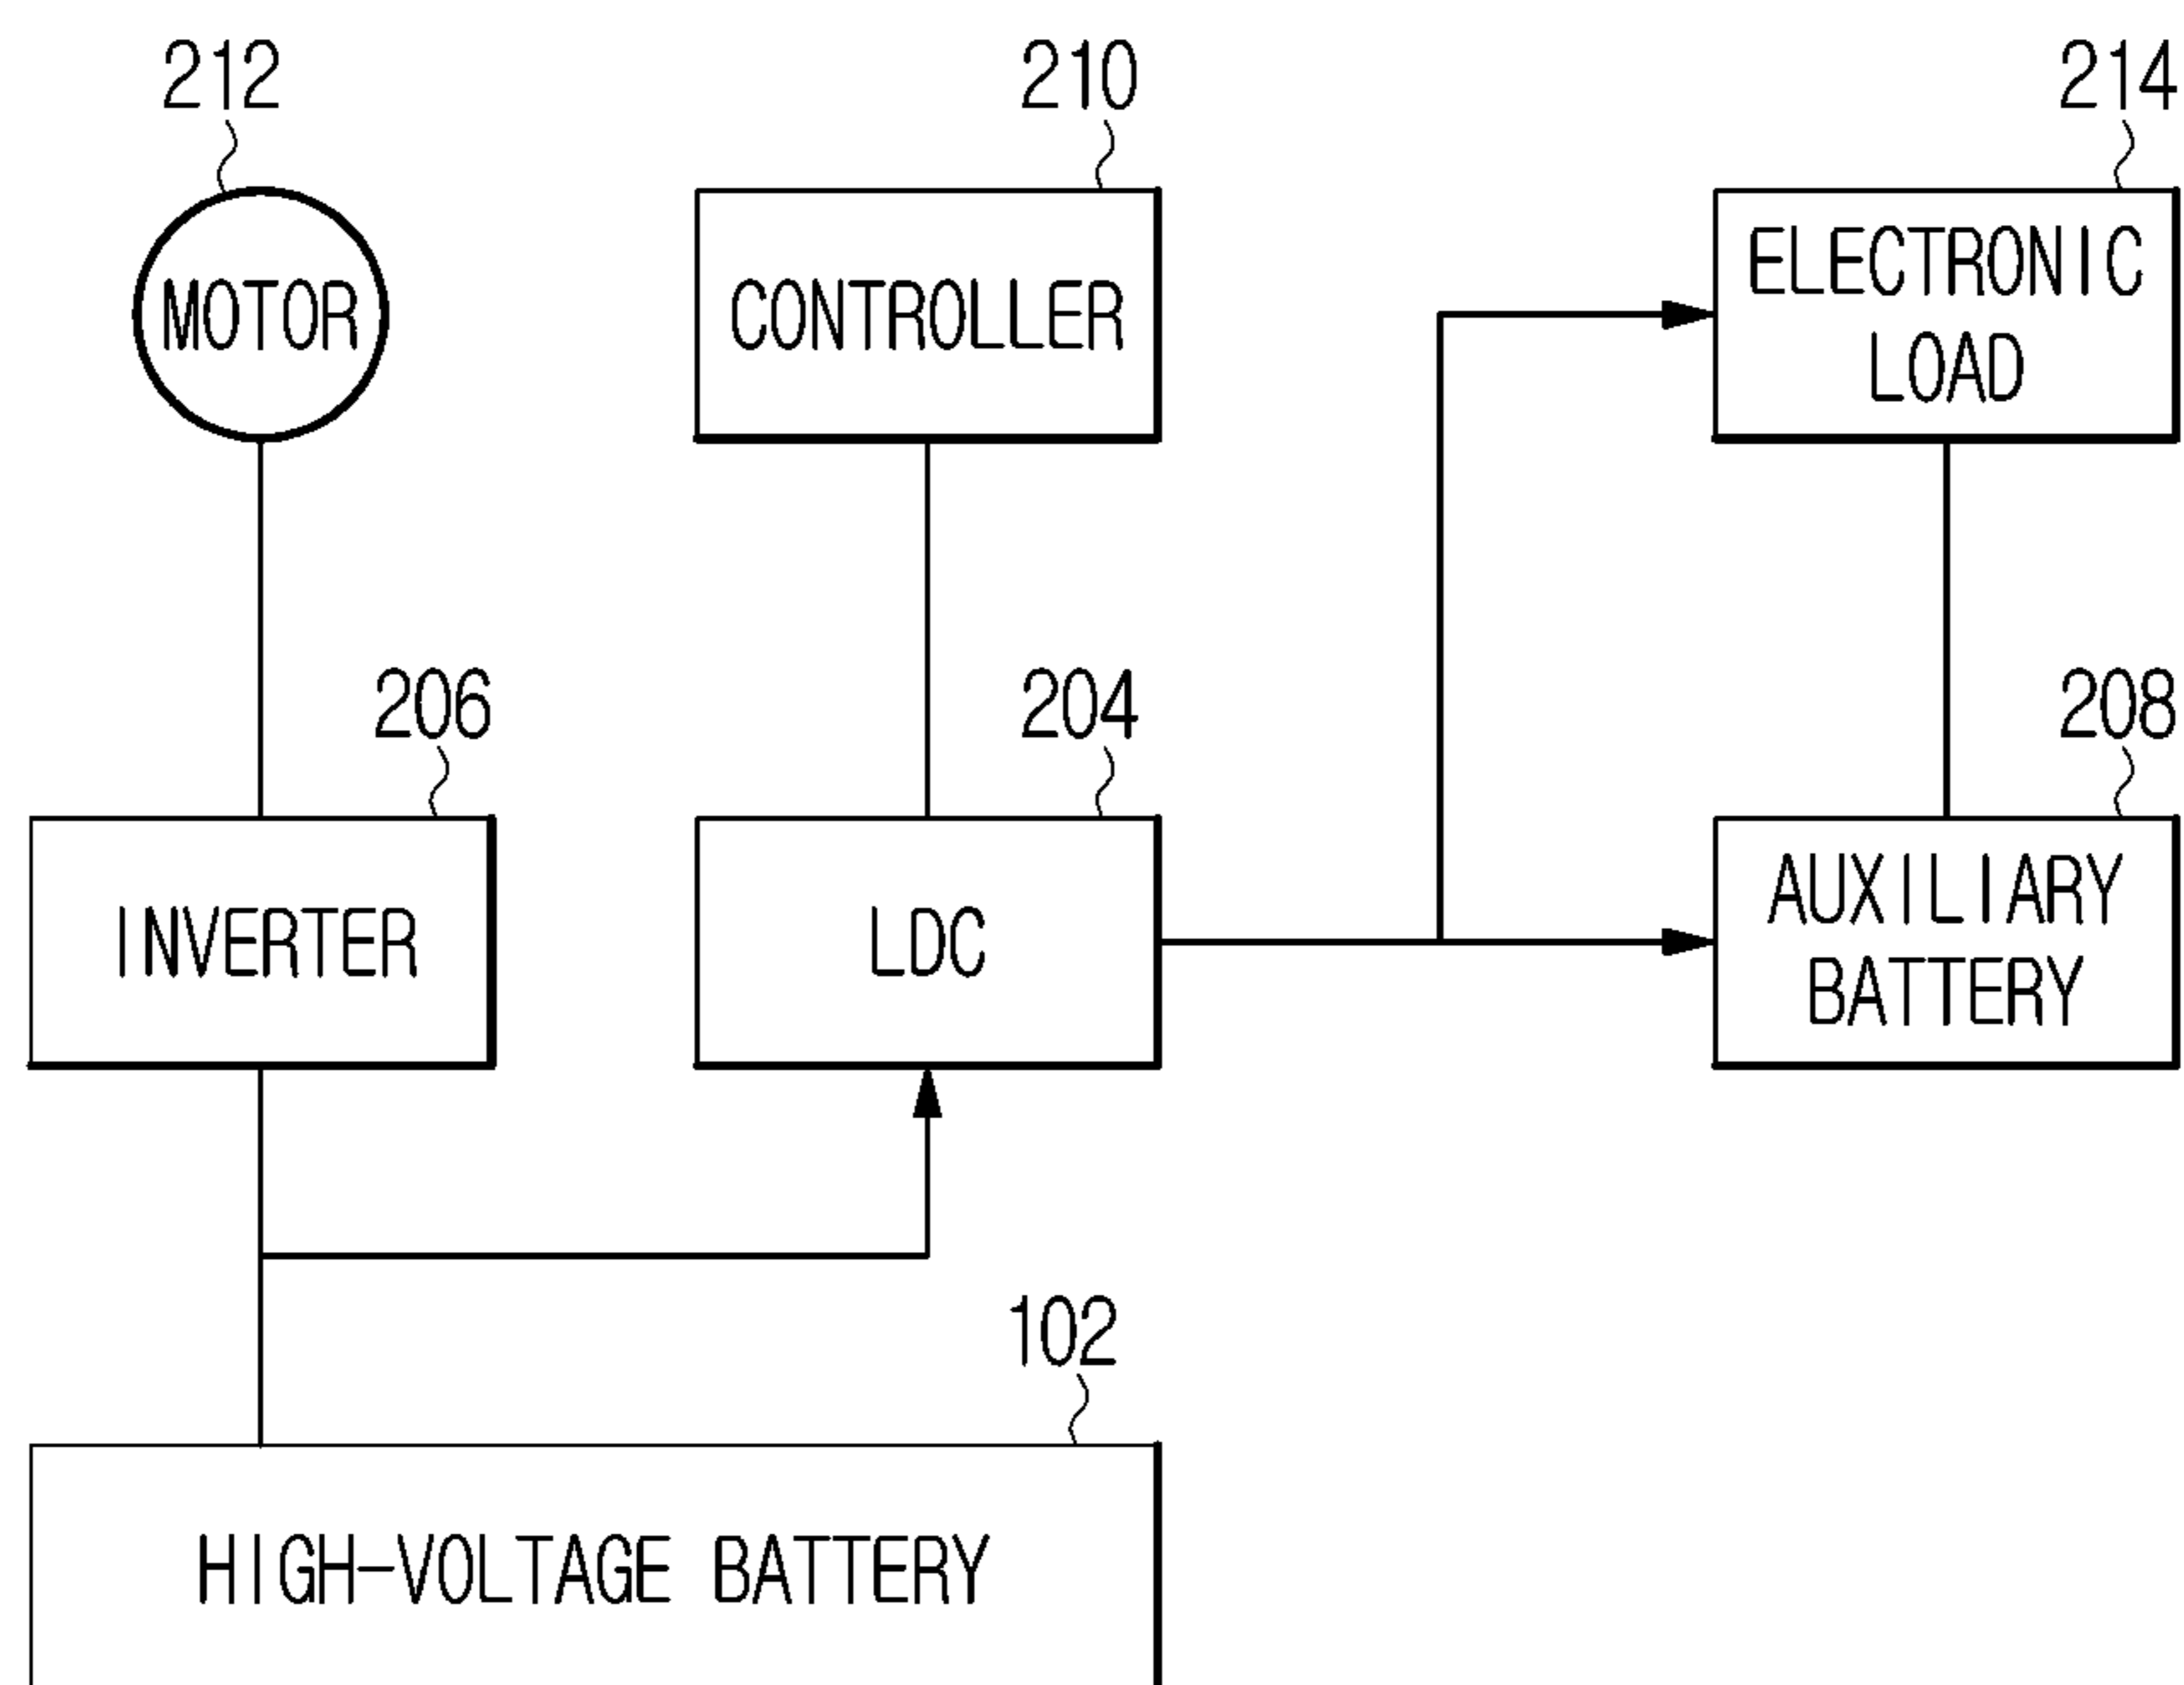 212
210
214
MOTOR
CONTROLLER
ELECTRONIC
LOAD
206
204
208
INVERTER
LDC
AUXILIARY
BATTERY
102
HIGH-VOLTAGE BATTERY